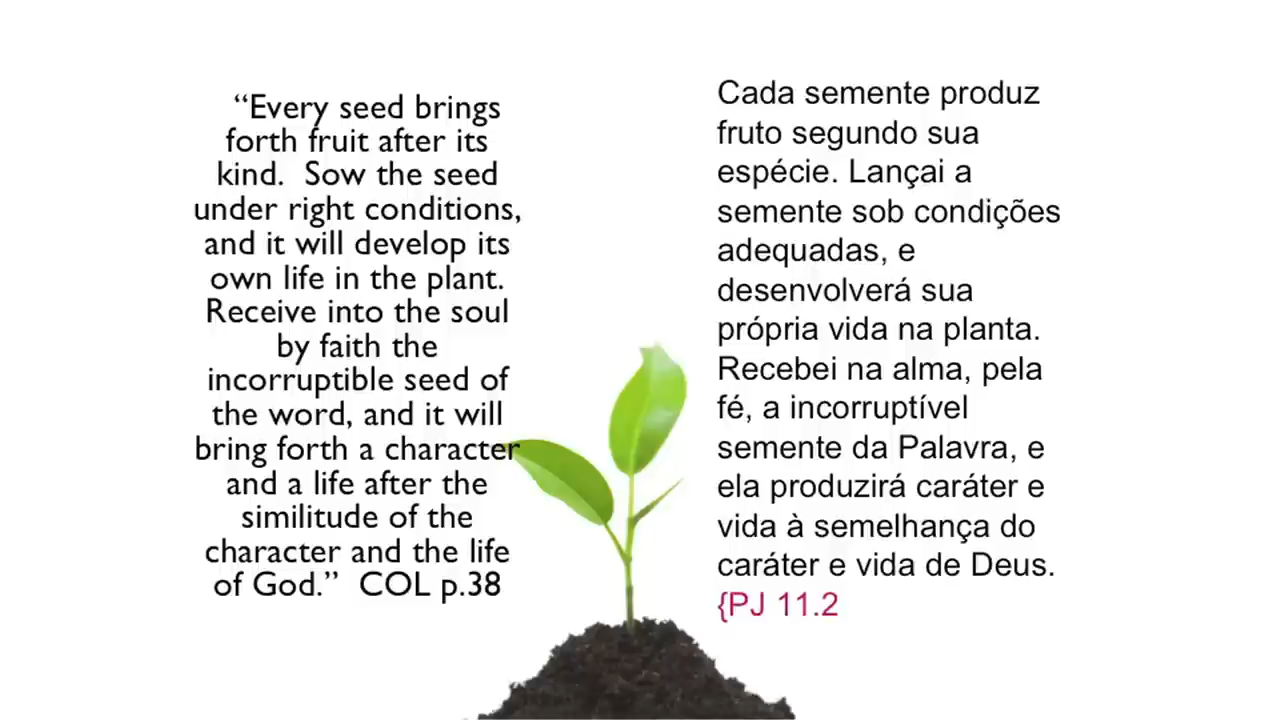 “Every seed brings
forth fruit after its
kind.  Sow the seed
under right conditions,
and it will develop its
own life in the plant.
Receive into the soul
by faith the
incorruptible seed of
the word, and it will
bring forth a character
and a life after the
similitude of the
character and the life
of God.”  COL p.38
Cada semente produz
fruto segundo sua
espécie. Lançai a
semente sob condições
adequadas, e
desenvolverá sua
própria vida na planta.
Recebei na alma, pela
fé, a incorruptível
semente da Palavra, e
ela produzirá caráter e
vida à semelhança do
caráter e vida de Deus.
{PJ 11.2